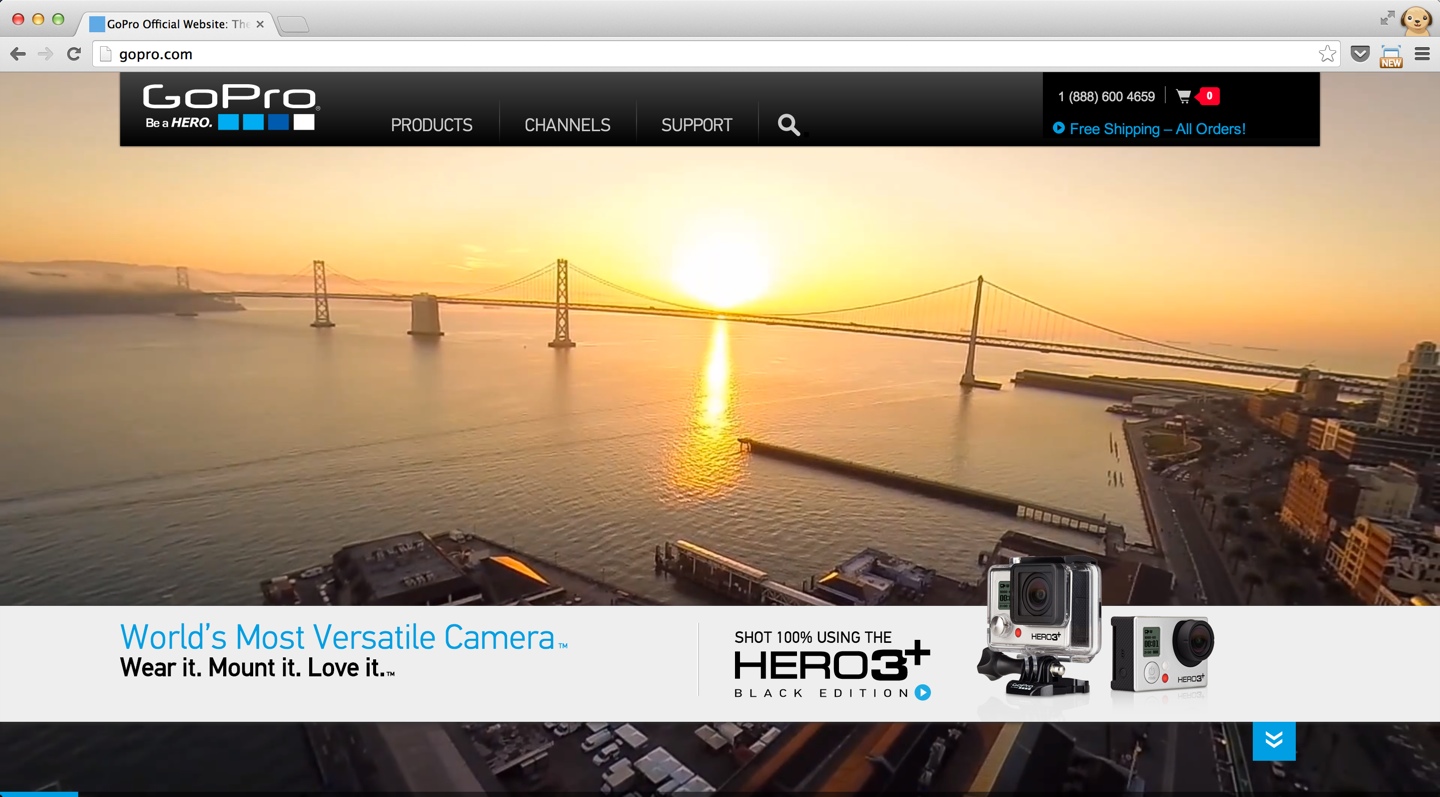 GoPro Official Website: The
gopro.com
NEW
GoPro
Be a HERO.
PRODUCTS
CHANNELS
SUPPORT
1 (888) 600 4659
0
Free Shipping – All Orders!
World's Most Versatile Camera™
Wear it. Mount it. Love it.™
SHOT 100% USING THE
HERO3+
BLACK EDITION
HERO3+
GoPro
HERO3+